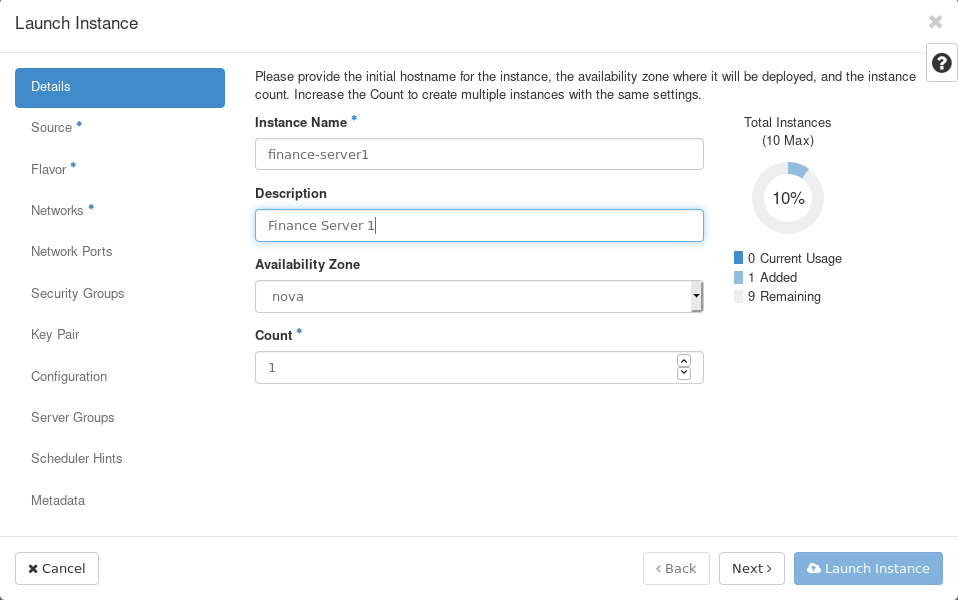 Launch Instance
Details
Source *
Flavor *
Networks *
Network Ports
Security Groups
Key Pair
Configuration
Server Groups
Scheduler Hints
Metadata
Please provide the initial hostname for the instance, the availability zone where it will be deployed, and the instance
count. Increase the Count to create multiple instances with the same settings.
Instance Name *
finance-server1
Description
Finance Server 1
Availability Zone
nova
Count *
1
Total Instances
(10 Max)
10%
0 Current Usage
1 Added
9 Remaining
Cancel
Back
Next
Launch Instance